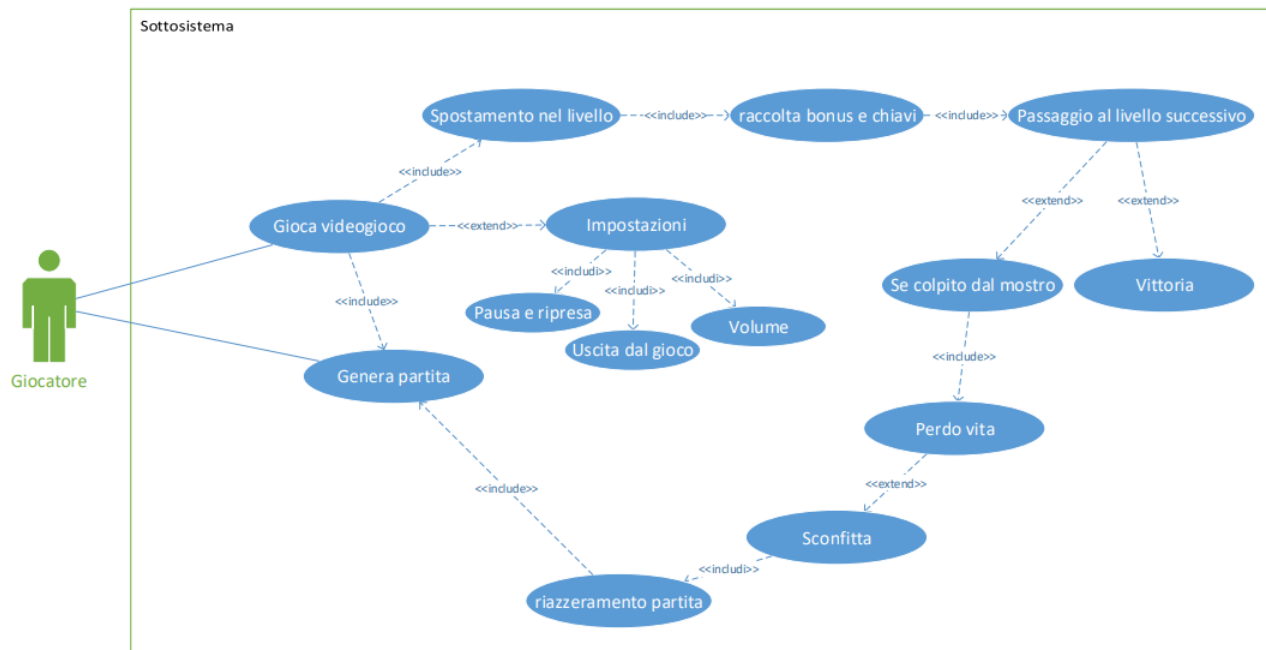 Sottosistema
Spostamento nel livello
<<include>>
raccolta bonus e chiavi
<<include>>
Passaggio al livello successivo
<<include>>
<<extend>>
<<extend>>
Gioca videogioco
<<extend>>
Impostazioni
<<includi>>
<<includi>>
<<includi>>
Se colpito dal mostro
Vittoria
<<include>>
Pausa e ripresa
Volume
Uscita dal gioco
<<include>>
Giocatore
Genera partita
Perdo vita
<<include>>
<<extend>>
Sconfitta
<<includi>>
riazzeramento partita